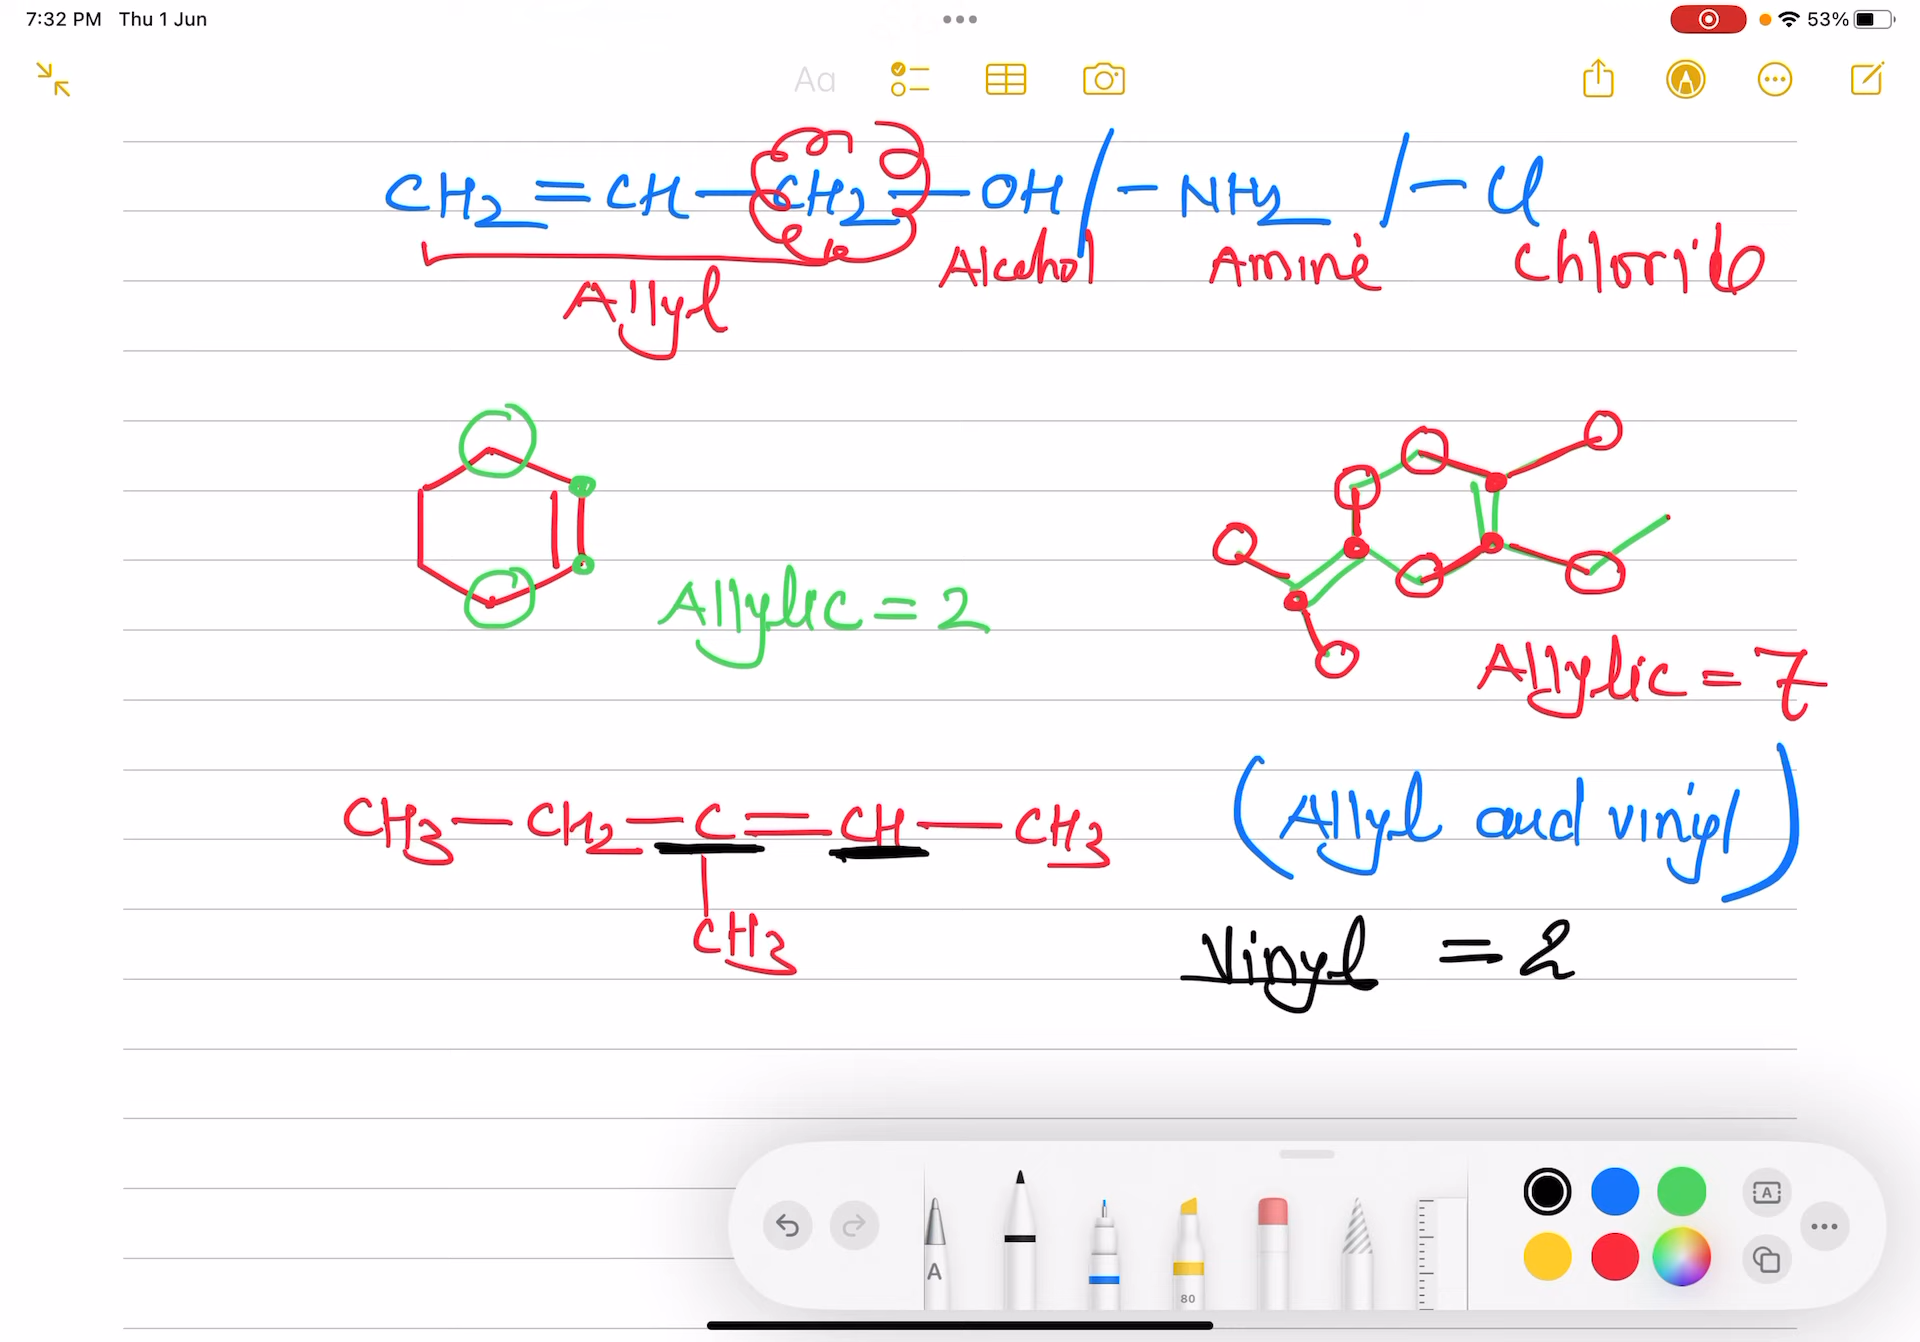 7:32 PM Thu 1 Jun
53%
Aa
CH2 = CH — CH2 — OH / – NH2 / – Cl
Allyl Alcohol Amine Chloride
Allylic = 2
Allylic = 7
CH3 — CH2 — C = CH — CH3
CH3
(Allyl and vinyl)
Vinyl = 2
A
80
A